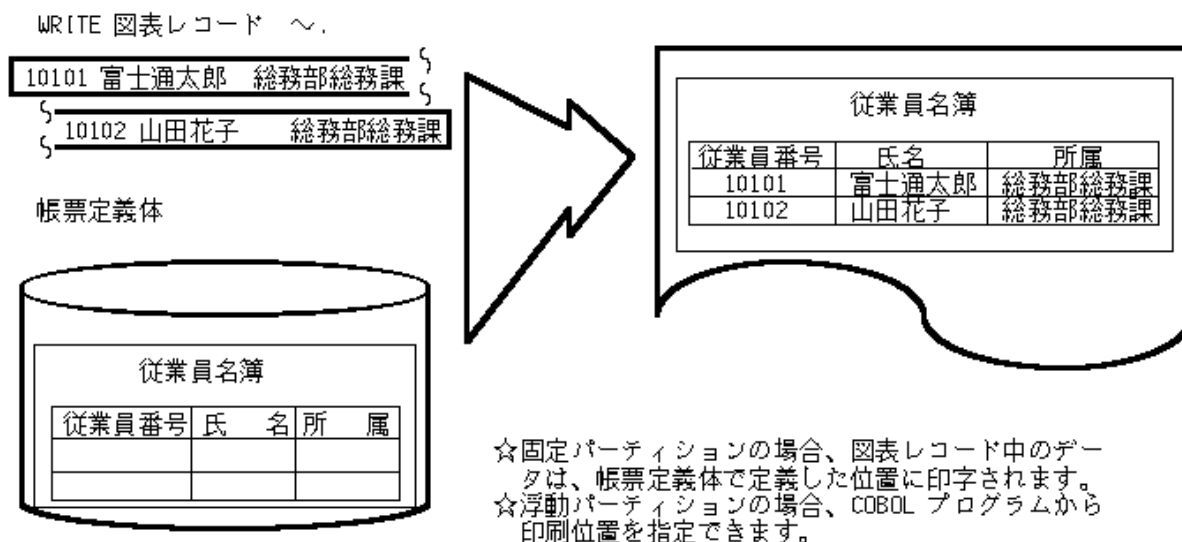 WRITE 図表レコード ～.
10101 富士通太郎 総務部総務課
10102 山田花子 総務部総務課
帳票定義体
従業員名簿
従業員番号 氏 名 所 属
従業員名簿
従業員番号 氏名 所属
10101 富士通太郎 総務部総務課
10102 山田花子 総務部総務課
☆固定パーティションの場合、図表レコード中のデー
タは、帳票定義体で定義した位置に印字されます。
☆浮動パーティションの場合、COBOL プログラムから
印刷位置を指定できます。